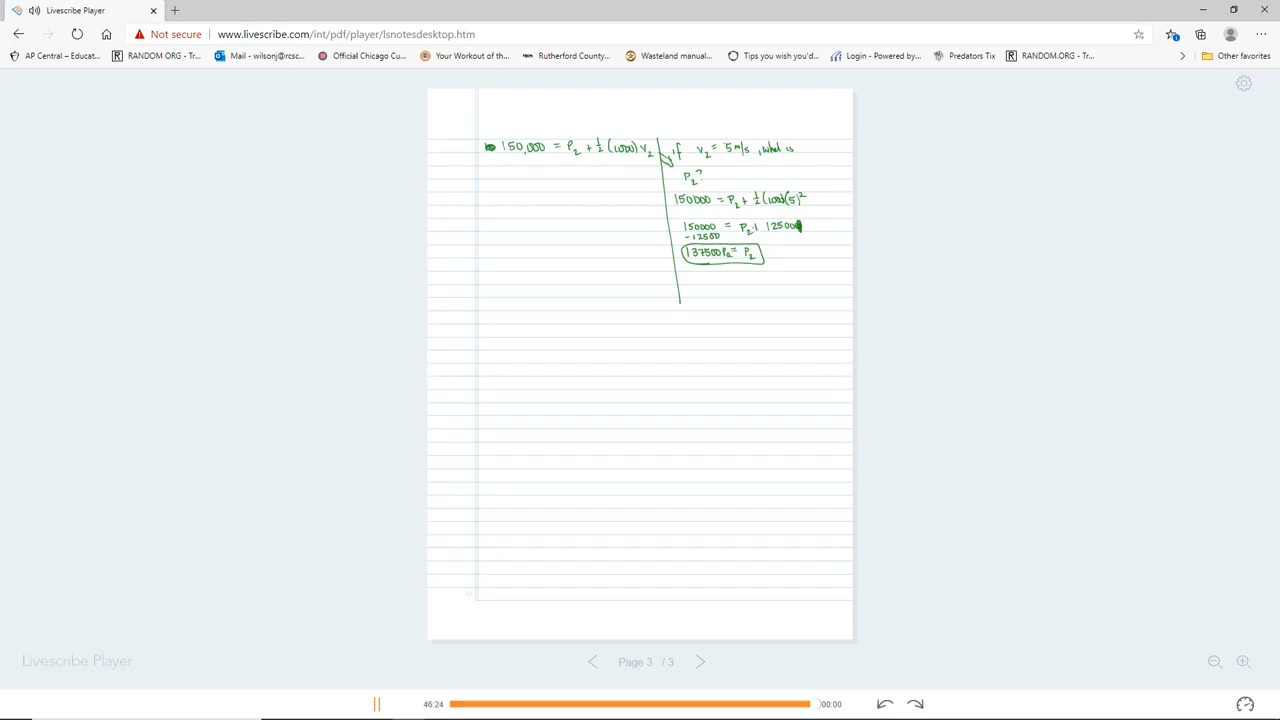 Livescribe Player
Not secure
www.livescribe.com/int/pdf/player/lsnotesdesktop.htm
AP Central – Educat...
RANDOM.ORG - Tr...
Mail - wilsonj@rcsc...
Official Chicago Cu...
Your Workout of th...
Rutherford County...
Wasteland manual...
Tips you wish you'd...
Login - Powered by...
Predators Tix
RANDOM.ORG - Tr...
Other favorites
150,000 = P₂ + ½ (1000) V₂
if V₂ = 5 m/s, what is
P₂?
150000 = P₂ + ½ (1000)(5)²
150000 = P₂ + 12500
-12500
137500 Pa = P₂
Livescribe Player
Page 3 / 3
46:24
00:00